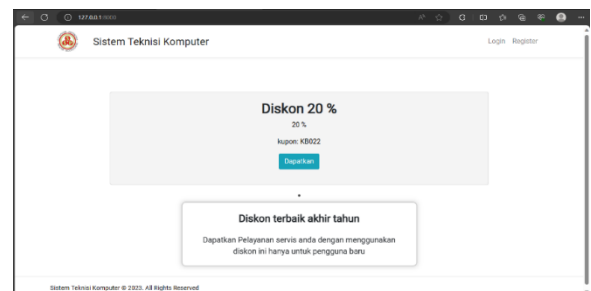 127.0.0.1:8000
Sistem Teknisi Komputer
Login Register
Diskon 20 %
20 %
kupon: KB022
Dapatkan
Diskon terbaik akhir tahun
Dapatkan Pelayanan servis anda dengan menggunakan
diskon ini hanya untuk pengguna baru
Sistem Teknisi Komputer © 2023. All Rights Reserved